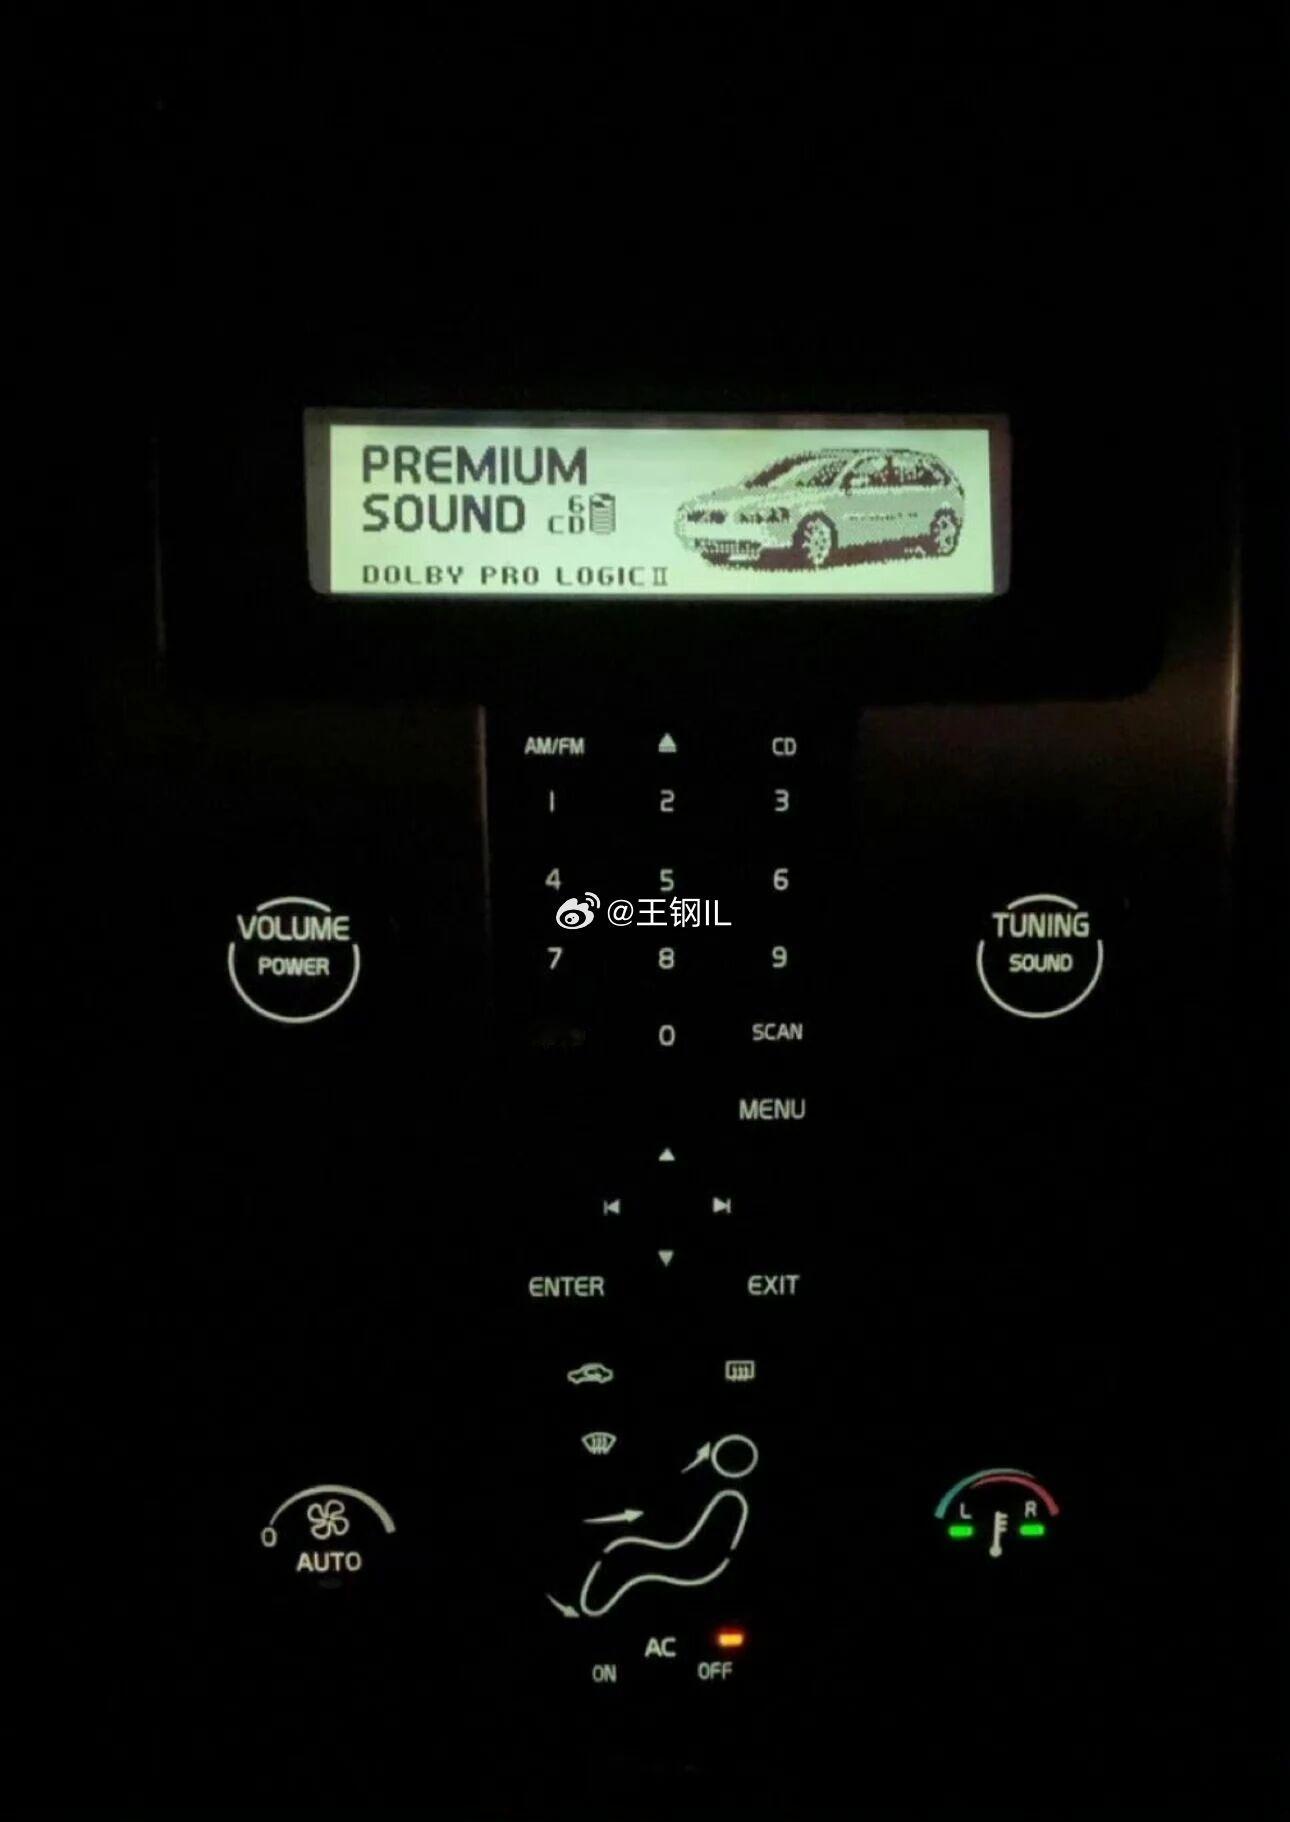 PREMIUM
SOUND 6 CD
DOLBY PRO LOGIC II
AM/FM CD
1 2 3
4 5 6
@王钢IL
VOLUME
POWER
TUNING
SOUND
7 8 9
0 SCAN
MENU
ENTER EXIT
0
AUTO
L R
AC
ON OFF